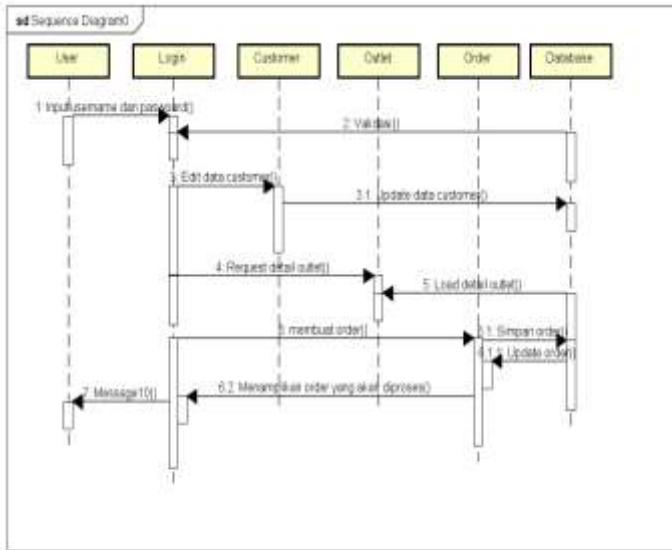 sd Sequence Diagram0
User
Login
Customer
Outlet
Order
Database
1: Input username dan password()
2: Validasi()
3: Edit data customer()
3.1: Update data customer()
4: Request detail outlet()
5: Load detail outlet()
6: membuat order()
6.1: Simpan order()
6.1.1: Update order()
6.2: Menampilkan order yang akan diproses()
7: Message10()